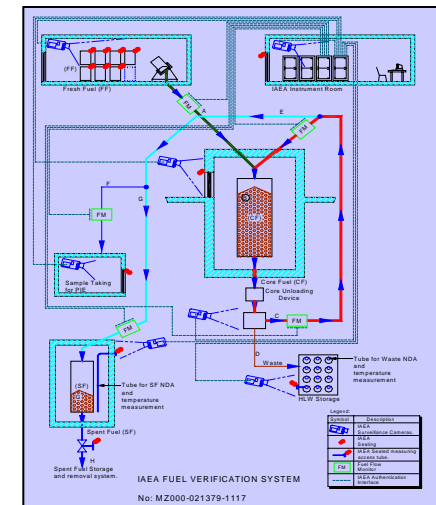 (FF)
Fresh Fuel (FF)
IAEA Instrument Room
FM
A
E
FM
F
G
FM
(CF)
Sample Taking
for PIE
Core Fuel (CF)
Core Unloading
Device
C
FM
FM
D
Waste
(SF)
Tube for SF NDA
and
temperature
measurement
Tube for Waste NDA
and temperature
measurement
HLW Storage
Spent Fuel (SF)
H
Spent Fuel Storage
and removal system.
Legend:
Symbol Description
IAEA
Surveillance Cameras.
IAEA
Sealing
IAEA Sealed measuring
access tube.
FM Fuel Flow
Monitor
IAEA Authentication
Interface
IAEA FUEL VERIFICATION SYSTEM
No: MZ000-021379-1117